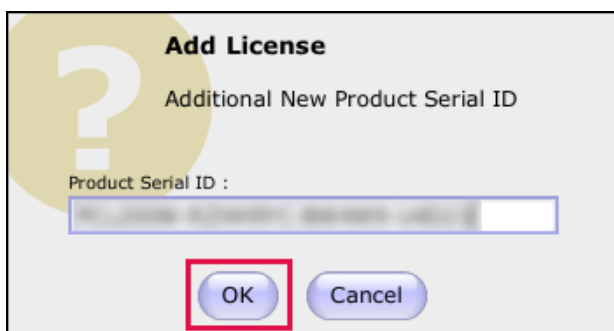 ?
Add License
Additional New Product Serial ID
Product Serial ID :
OK Cancel